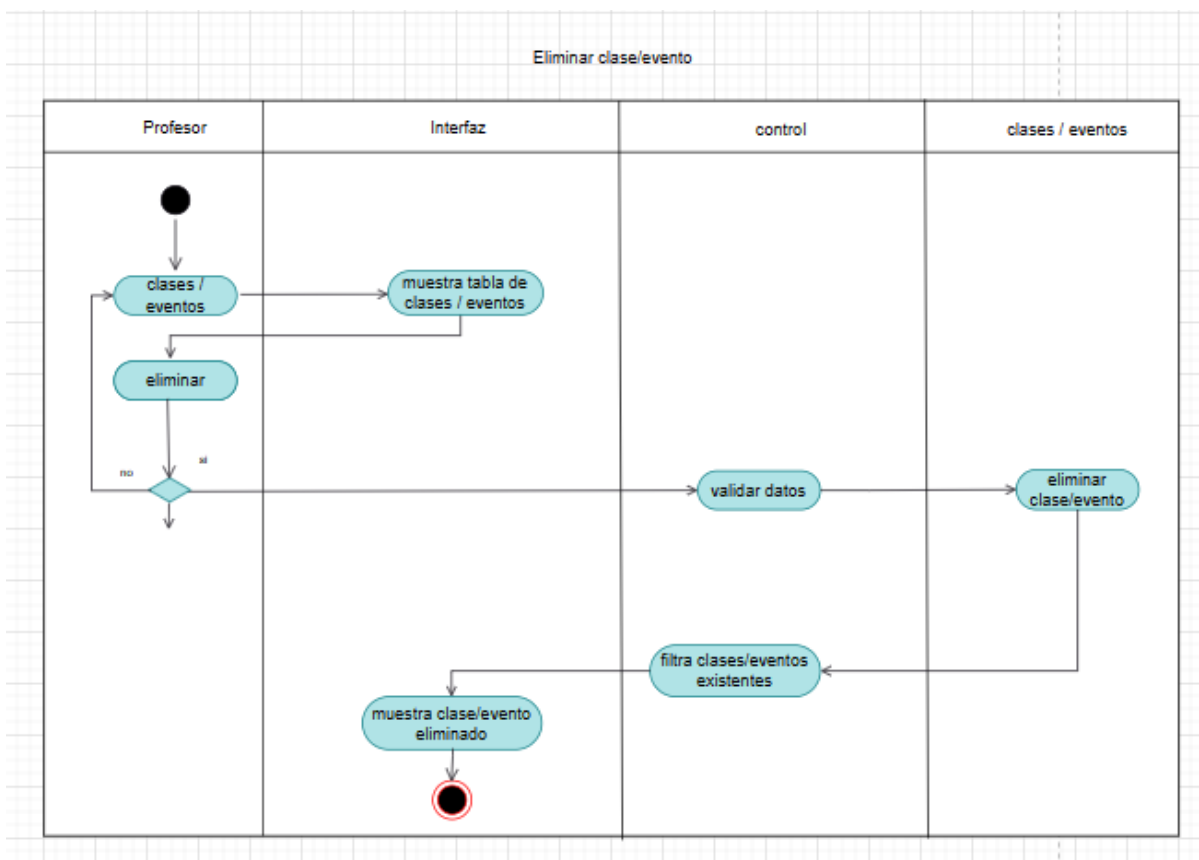 Eliminar clase/evento
Profesor
Interfaz
control
clases / eventos
clases /
eventos
muestra tabla de
clases / eventos
eliminar
si
no
validar datos
eliminar
clase/evento
filtra clases/eventos
existentes
muestra clase/evento
eliminado